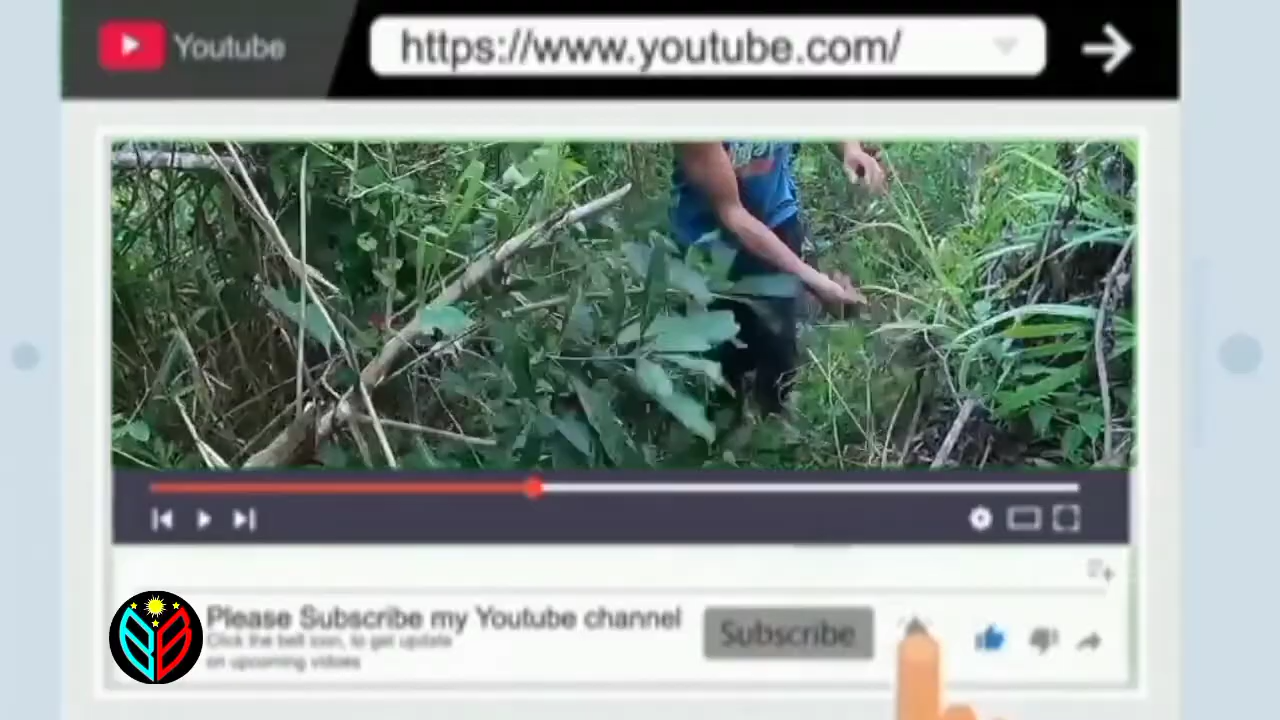 Youtube
https://www.youtube.com/
Please Subscribe my Youtube channel
Click the bell icon, to get update
on upcoming vidoes
Subscribe